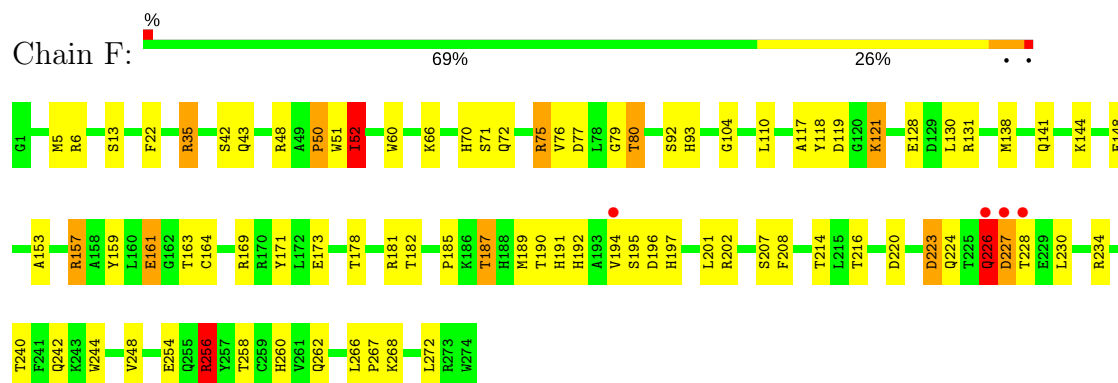 %
Chain F:
69% 26% • •
G1 M5 R6 S13 F22 R35 S42 Q43 R48 A49 P50 W51 I52 W60 K66 H70 S71 Q72 R75 V76 D77 L78 G79 T80 S92 H93 G104 L110 A117 Y118 D119 G120 K121 E128 D129 L130 R131 M138 Q141 K144
A153 R157 A158 Y159 L160 E161 G162 T163 C164 R169 R170 Y171 L172 E173 T178 R181 T182 P185 K186 T187 H188 M189 T190 H191 H192 A193 V194 S195 D196 H197 L201 R202 S207 F208 T214 L215 T216 D220 D223 Q224 T225 Q226 D227 T228 E229 L230 R234
T240 F241 Q242 K243 W244 V248 E254 Q255 R256 Y257 T258 C259 H260 V261 Q262 L266 P267 K268 L272 R273 W274